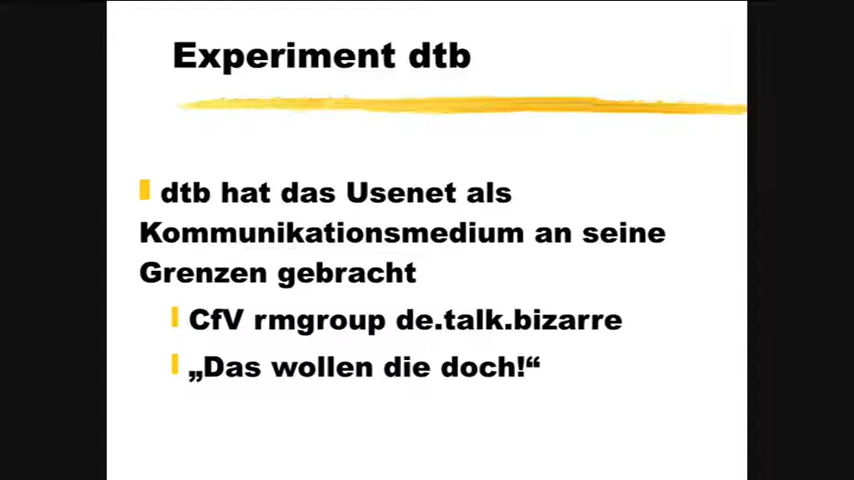 Experiment dtb
dtb hat das Usenet als
Kommunikationsmedium an seine
Grenzen gebracht
CfV rmgroup de.talk.bizarre
„Das wollen die doch!“